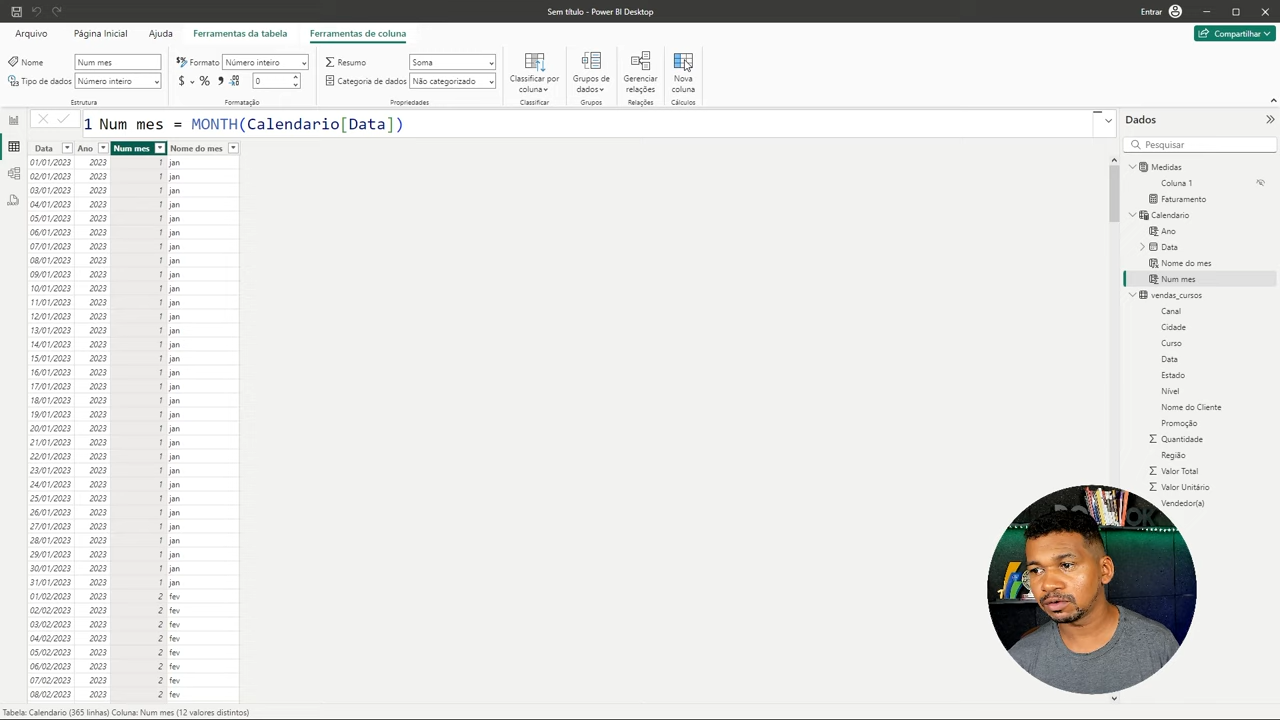 Sem título - Power BI Desktop
Entrar
Arquivo
Página Inicial
Ajuda
Ferramentas da tabela
Ferramentas de coluna
Compartilhar
Nome
Num mes
Tipo de dados
Número inteiro
Estrutura
Formato
Número inteiro
$ % 0
Formatação
Resumo
Soma
Categoria de dados
Não categorizado
Propriedades
Classificar por
coluna
Classificar
Grupos de
dados
Grupos
Gerenciar
relações
Relações
Nova
coluna
Cálculos
1 Num mes = MONTH(Calendario[Data])
Data Ano Num mes Nome do mes
01/01/2023 2023 1 jan
02/01/2023 2023 1 jan
03/01/2023 2023 1 jan
04/01/2023 2023 1 jan
05/01/2023 2023 1 jan
06/01/2023 2023 1 jan
07/01/2023 2023 1 jan
08/01/2023 2023 1 jan
09/01/2023 2023 1 jan
10/01/2023 2023 1 jan
11/01/2023 2023 1 jan
12/01/2023 2023 1 jan
13/01/2023 2023 1 jan
14/01/2023 2023 1 jan
15/01/2023 2023 1 jan
16/01/2023 2023 1 jan
17/01/2023 2023 1 jan
18/01/2023 2023 1 jan
19/01/2023 2023 1 jan
20/01/2023 2023 1 jan
21/01/2023 2023 1 jan
22/01/2023 2023 1 jan
23/01/2023 2023 1 jan
24/01/2023 2023 1 jan
25/01/2023 2023 1 jan
26/01/2023 2023 1 jan
27/01/2023 2023 1 jan
28/01/2023 2023 1 jan
29/01/2023 2023 1 jan
30/01/2023 2023 1 jan
31/01/2023 2023 1 jan
01/02/2023 2023 2 fev
02/02/2023 2023 2 fev
03/02/2023 2023 2 fev
04/02/2023 2023 2 fev
05/02/2023 2023 2 fev
06/02/2023 2023 2 fev
07/02/2023 2023 2 fev
08/02/2023 2023 2 fev
Dados
Pesquisar
Medidas
Coluna 1
Faturamento
Calendario
Ano
Data
Nome do mes
Num mes
vendas_cursos
Canal
Cidade
Curso
Data
Estado
Nível
Nome do Cliente
Promoção
Quantidade
Região
Valor Total
Valor Unitário
Vendedor(a)
Tabela: Calendario (365 linhas) Coluna: Num mes (12 valores distintos)